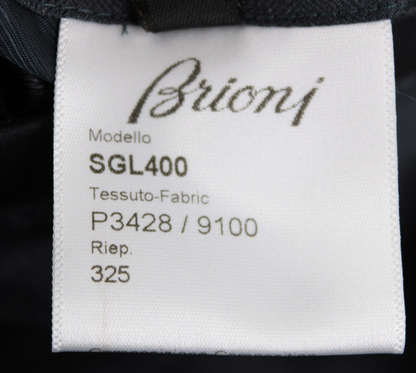 Brioni
Modello
SGL400
Tessuto-Fabric
P3428 / 9100
Riep.
325